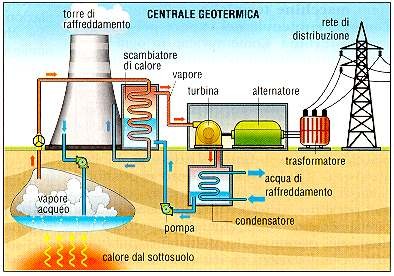 CENTRALE GEOTERMICA
torre di
raffreddamento
rete di
distribuzione
scambiatore
di calore
vapore
turbina
alternatore
trasformatore
vapore
acqueo
acqua di
raffreddamento
pompa
condensatore
calore dal sottosuolo